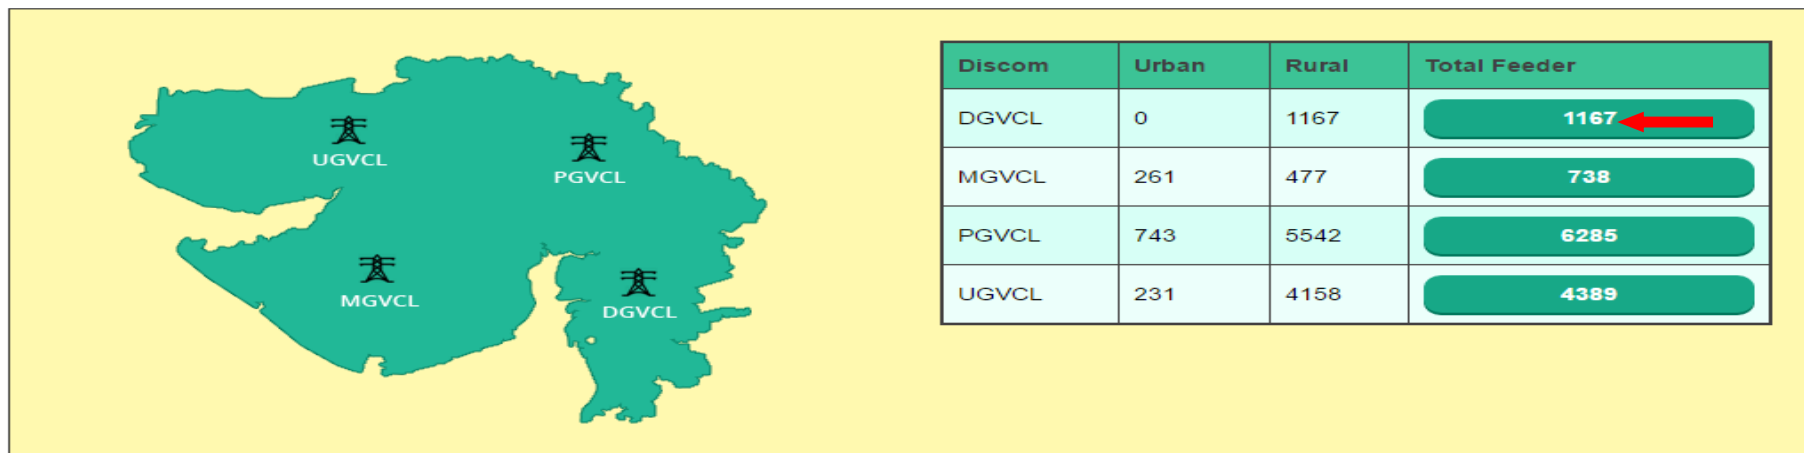 UGVCL
PGVCL
MGVCL
DGVCL
Discom Urban Rural Total Feeder
DGVCL 0 1167 1167
MGVCL 261 477 738
PGVCL 743 5542 6285
UGVCL 231 4158 4389